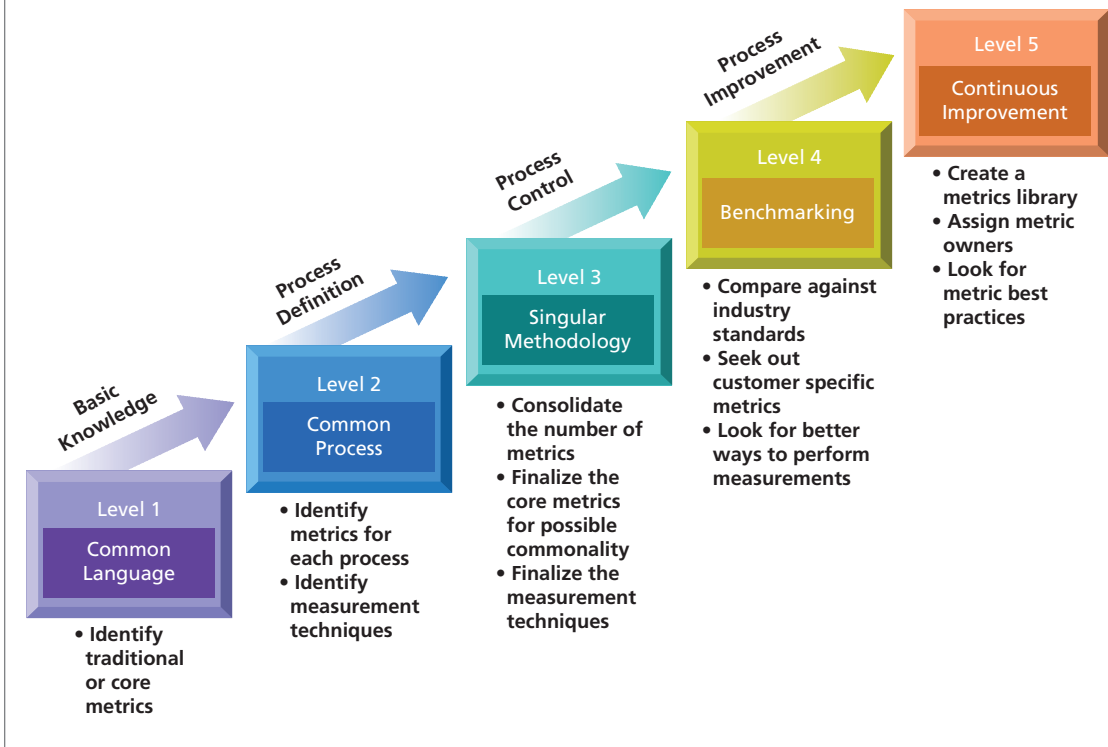 Level 1
Common
Language
• Identify
traditional
or core
metrics
Basic
Knowledge
Level 2
Common
Process
• Identify
metrics for
each process
• Identify
measurement
techniques
Process
Definition
Level 3
Singular
Methodology
• Consolidate
the number of
metrics
• Finalize the
core metrics
for possible
commonality
• Finalize the
measurement
techniques
Process
Control
Level 4
Benchmarking
• Compare against
industry
standards
• Seek out
customer specific
metrics
• Look for better
ways to perform
measurements
Process
Improvement
Level 5
Continuous
Improvement
• Create a
metrics library
• Assign metric
owners
• Look for
metric best
practices